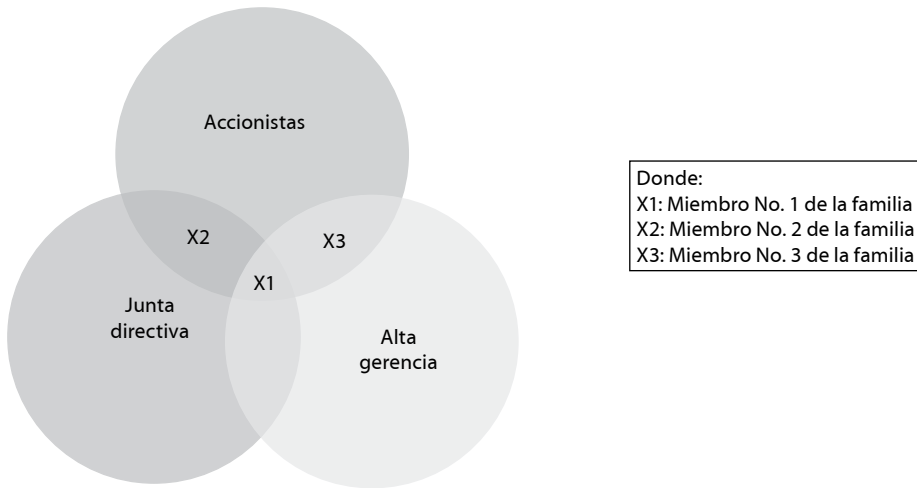 Accionistas
X2
X3
X1
Junta
directiva
Alta
gerencia
Donde:
X1: Miembro No. 1 de la familia
X2: Miembro No. 2 de la familia
X3: Miembro No. 3 de la familia